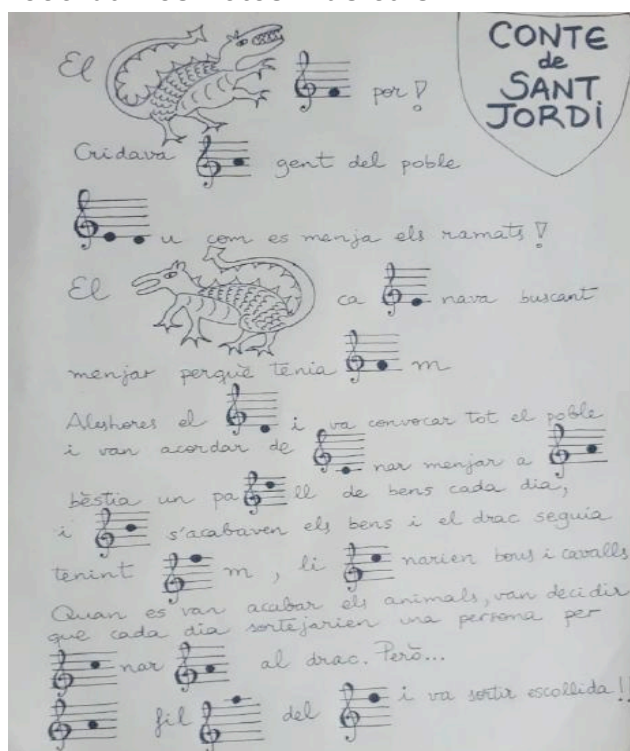 CONTE
de
SANT
JORDI
El por!
Cridava gent del poble
u com es menja els ramats!
El ca nava buscant
menjar perquè tenia m
Aleshores el i va convocar tot el poble
i van acordar de nar menjar a
bèstia un pa ll de bens cada dia,
i s'acabaven els bens i el drac seguia
tenint m, li narien bous i cavalls
Quan es van acabar els animals, van decidir
que cada dia sortejarien una persona per
nar al drac. Però...
fil del i va sortir escollida!!